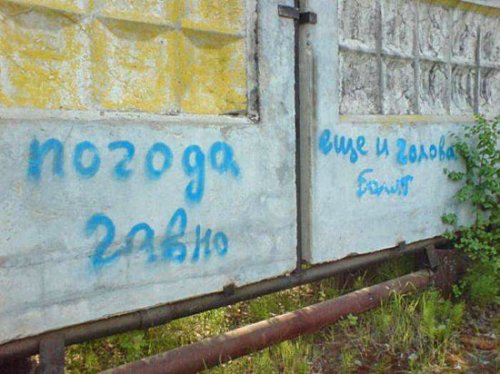 погода
гавно
еще и голова
болит